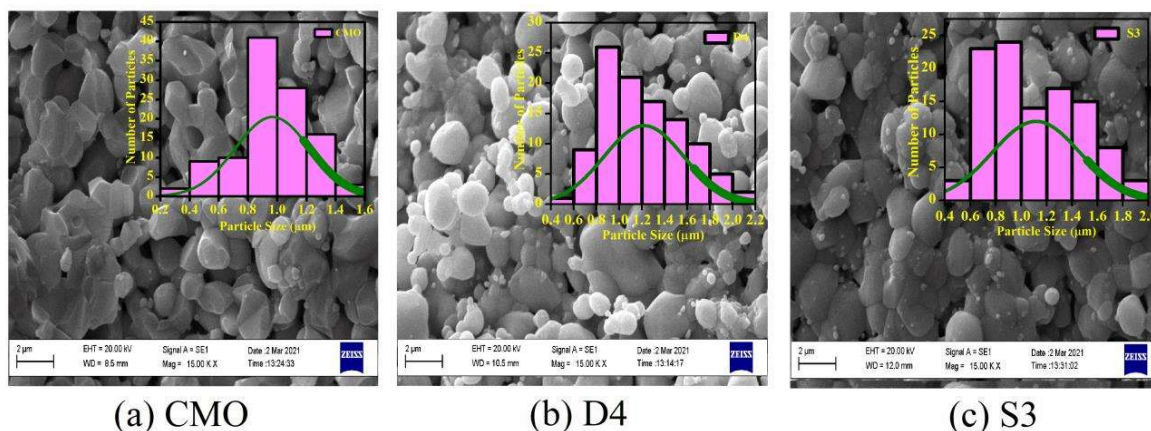 CMO
Number of Particles
45
40
35
30
25
20
15
10
5
0
0.2 0.4 0.6 0.8 1.0 1.2 1.4 1.6
Particle Size (μm)
2 µm
EHT = 20.00 kV
WD = 8.5 mm
Signal A = SE1
Mag = 15.00 K X
Date :2 Mar 2021
Time :13:24:33
ZEISS
(a) CMO
D4
Number of Particles
30
25
20
15
10
5
0
0.4 0.6 0.8 1.0 1.2 1.4 1.6 1.8 2.0 2.2
Particle Size (μm)
2 µm
EHT = 20.00 kV
WD = 10.5 mm
Signal A = SE1
Mag = 15.00 K X
Date :2 Mar 2021
Time :13:14:17
ZEISS
(b) D4
S3
Number of Particles
25
20
15
10
5
0
0.4 0.6 0.8 1.0 1.2 1.4 1.6 1.8 2.0
Particle Size (μm)
2 µm
EHT = 20.00 kV
WD = 12.0 mm
Signal A = SE1
Mag = 15.00 K X
Date :2 Mar 2021
Time :13:31:02
ZEISS
(c) S3